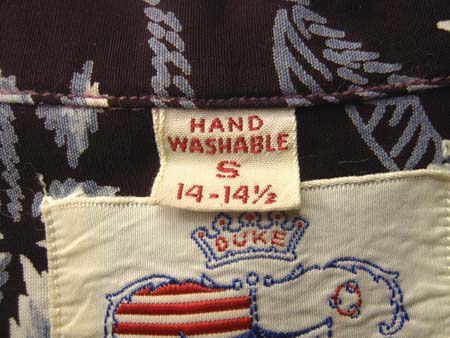 HAND
WASHABLE
S
14-14½
DUKE